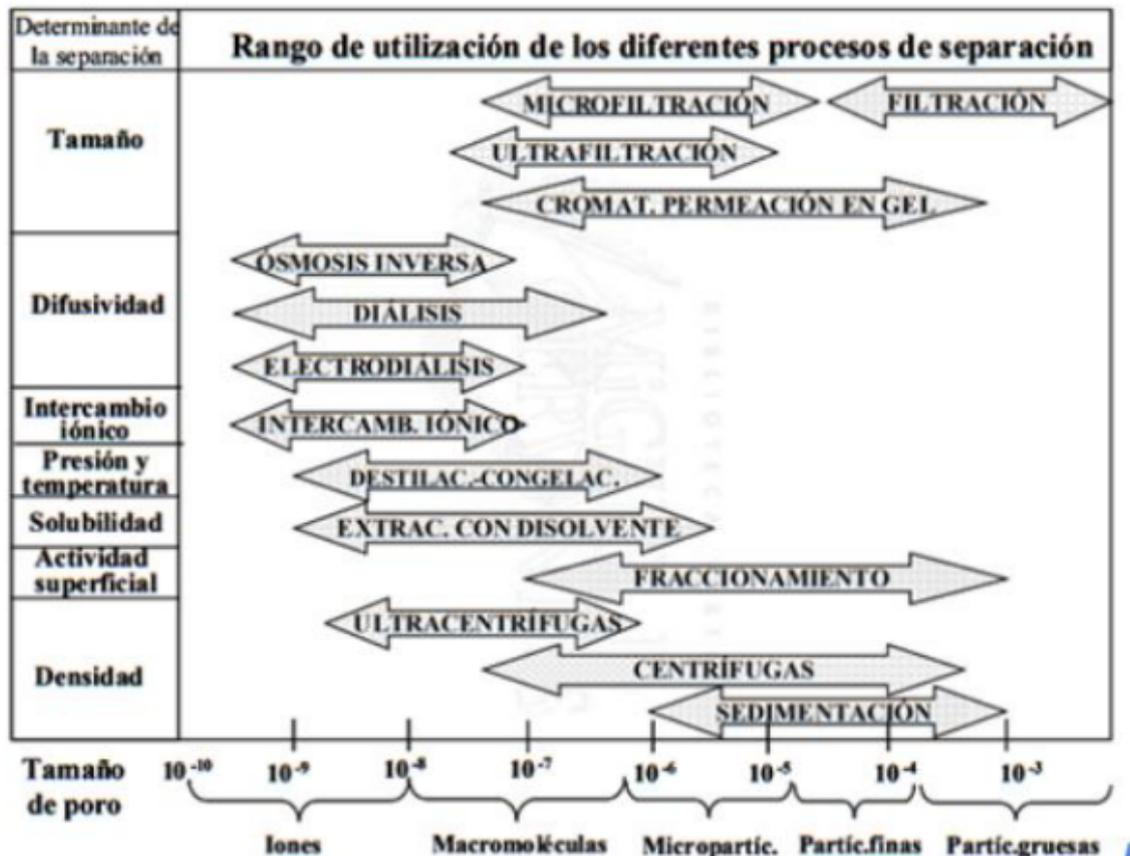 Determinante de
la separación
Rango de utilización de los diferentes procesos de separación
Tamaño
MICROFILTRACIÓN
FILTRACIÓN
ULTRAFILTRACIÓN
CROMAT. PERMEACIÓN EN GEL
Difusividad
ÓSMOSIS INVERSA
DIÁLISIS
ELECTRODIÁLISIS
Intercambio
iónico
INTERCAMB. IÓNICO
Presión y
temperatura
DESTILAC.-CONGELAC.
Solubilidad
EXTRAC. CON DISOLVENTE
Actividad
superficial
FRACCIONAMIENTO
Densidad
ULTRACENTRÍFUGAS
CENTRÍFUGAS
SEDIMENTACIÓN
Tamaño
de poro
10⁻¹⁰ 10⁻⁹ 10⁻⁸ 10⁻⁷ 10⁻⁶ 10⁻⁵ 10⁻⁴ 10⁻³
Iones Macromoléculas Micropartíc. Partíc.finas Partíc.gruesas